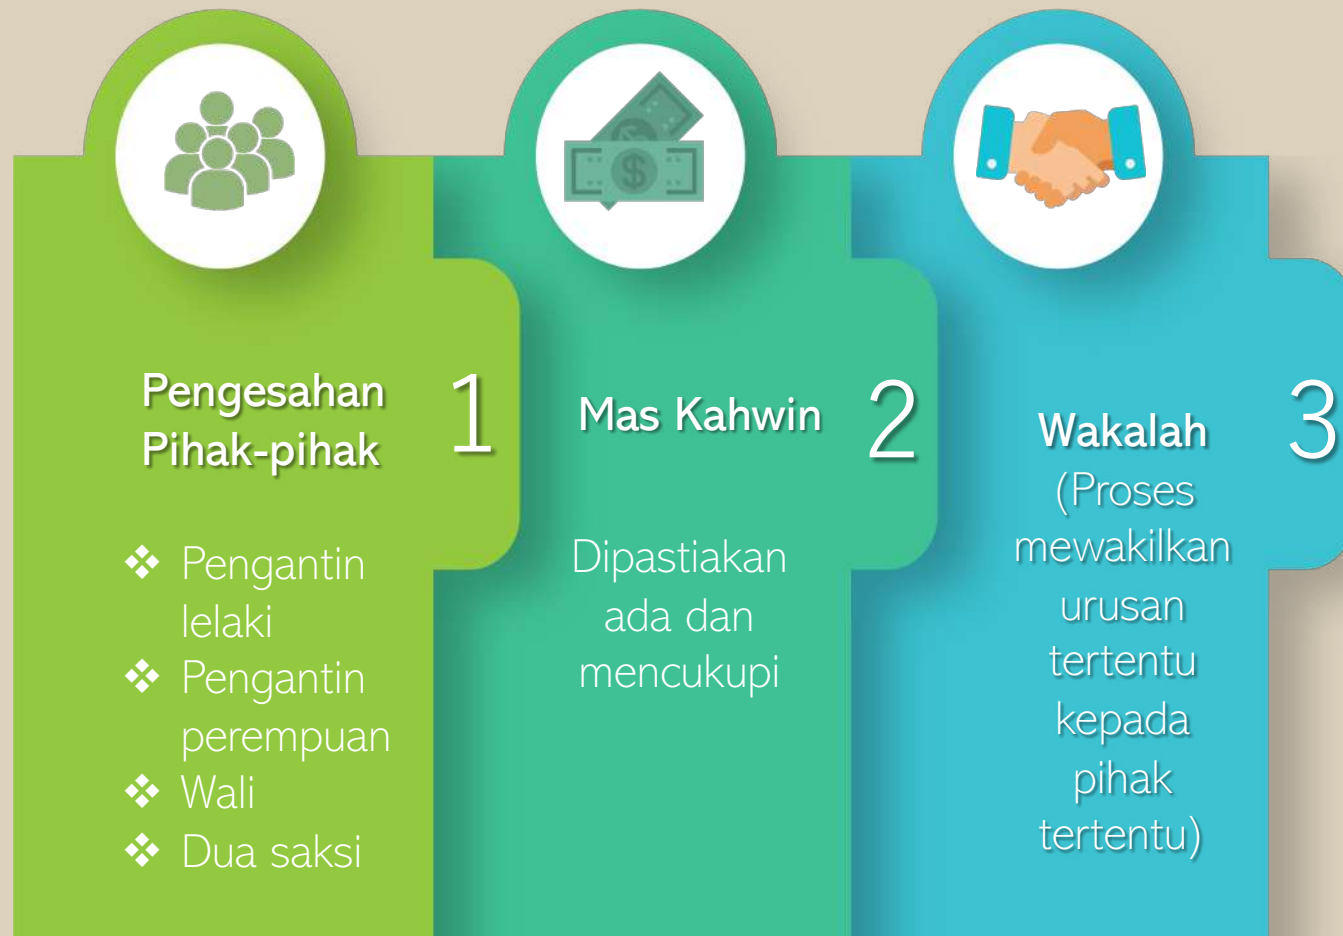 Pengesahan
Pihak-pihak
1
❖ Pengantin
lelaki
❖ Pengantin
perempuan
❖ Wali
❖ Dua saksi
Mas Kahwin
2
Dipastiakan
ada dan
mencukupi
Wakalah
3
(Proses
mewakilkan
urusan
tertentu
kepada
pihak
tertentu)